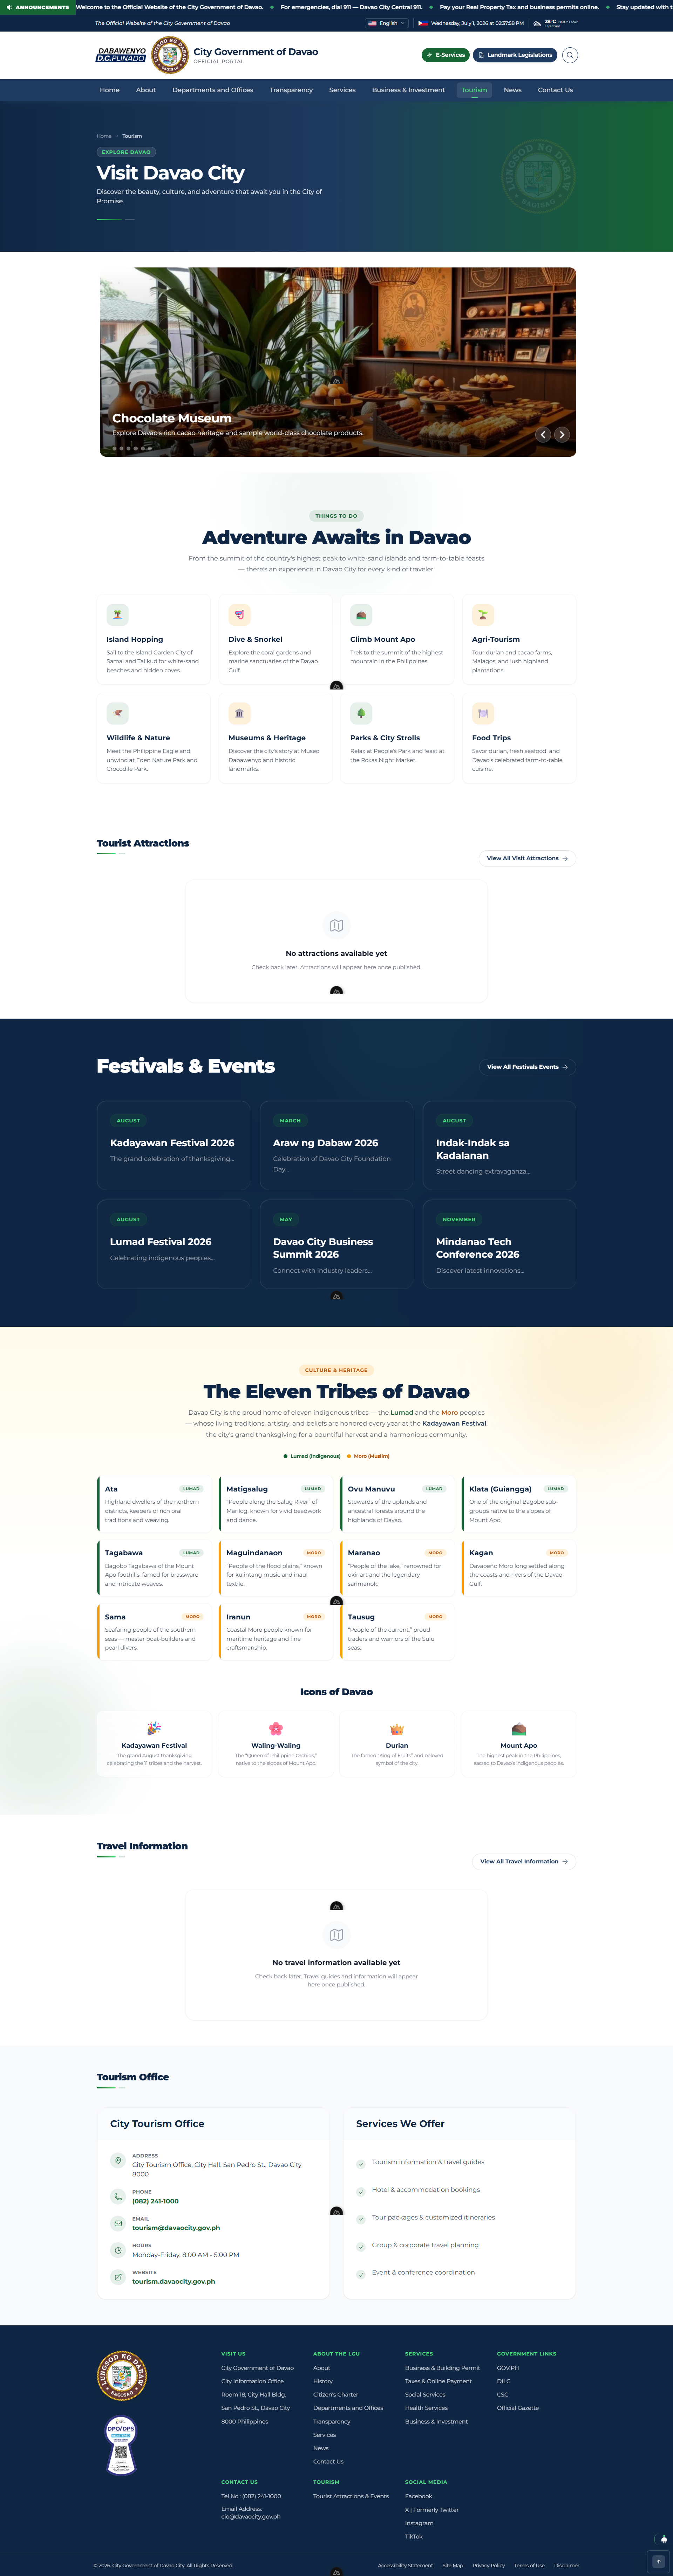 ANNOUNCEMENTS
Welcome to the Official Website of the City Government of Davao.
For emergencies, dial 911 — Davao City Central 911.
Pay your Real Property Tax and business permits online.
Stay updated with t
The Official Website of the City Government of Davao
English
Wednesday, July 1, 2026 at 02:37:58 PM
28°C
Overcast
DABAWENYO
D.C.PLINADO
City Government of Davao
OFFICIAL PORTAL
E-Services
Landmark Legislations
Home
About
Departments and Offices
Transparency
Services
Business & Investment
Tourism
News
Contact Us
Home > Tourism
EXPLORE DAVAO
Visit Davao City
Discover the beauty, culture, and adventure that await you in the City of
Promise.
Chocolate Museum
Explore Davao's rich cacao heritage and sample world-class chocolate products.
THINGS TO DO
Adventure Awaits in Davao
From the summit of the country's highest peak to white-sand islands and farm-to-table feasts
— there's an experience in Davao City for every kind of traveler.
Island Hopping
Sail to the Island Garden City of
Samal and Talikud for white-sand
beaches and hidden coves.
Dive & Snorkel
Explore the coral gardens and
marine sanctuaries of the Davao
Gulf.
Climb Mount Apo
Trek to the summit of the highest
mountain in the Philippines.
Agri-Tourism
Tour durian and cacao farms,
Malagos, and lush highland
plantations.
Wildlife & Nature
Meet the Philippine Eagle and
unwind at Eden Nature Park and
Crocodile Park.
Museums & Heritage
Discover the city's story at Museo
Dabawenyo and historic
landmarks.
Parks & City Strolls
Relax at People's Park and feast at
the Roxas Night Market.
Food Trips
Savor durian, fresh seafood, and
Davao's celebrated farm-to-table
cuisine.
Tourist Attractions
View All Visit Attractions →
No attractions available yet
Check back later. Attractions will appear here once published.
Festivals & Events
View All Festivals Events →
AUGUST
Kadayawan Festival 2026
The grand celebration of thanksgiving...
MARCH
Araw ng Dabaw 2026
Celebration of Davao City Foundation
Day...
AUGUST
Indak-Indak sa
Kadalanan
Street dancing extravaganza...
AUGUST
Lumad Festival 2026
Celebrating indigenous peoples...
MAY
Davao City Business
Summit 2026
Connect with industry leaders...
NOVEMBER
Mindanao Tech
Conference 2026
Discover latest innovations...
CULTURE & HERITAGE
The Eleven Tribes of Davao
Davao City is the proud home of eleven indigenous tribes — the Lumad and the Moro peoples
— whose living traditions, artistry, and beliefs are honored every year at the Kadayawan Festival,
the city's grand thanksgiving for a bountiful harvest and a harmonious community.
Lumad (Indigenous)
Moro (Muslim)
Ata LUMAD
Highland dwellers of the northern
districts, keepers of rich oral
traditions and weaving.
Matigsalug LUMAD
"People along the Salug River" of
Marilog, known for vivid beadwork
and dance.
Ovu Manuvu LUMAD
Stewards of the uplands and
ancestral forests around the
highlands of Davao.
Klata (Guiangga) LUMAD
One of the original Bagobo sub-
groups native to the slopes of
Mount Apo.
Tagabawa LUMAD
Bagobo Tagabawa of the Mount
Apo foothills, famed for brassware
and intricate weaves.
Maguindanaon MORO
"People of the flood plains," known
for kulintang music and inaul
textile.
Maranao MORO
"People of the lake," renowned for
okir art and the legendary
sarimanok.
Kagan MORO
Davaoeño Moro long settled along
the coasts and rivers of the Davao
Gulf.
Sama MORO
Seafaring people of the southern
seas — master boat-builders and
pearl divers.
Iranun MORO
Coastal Moro people known for
maritime heritage and fine
craftsmanship.
Tausug MORO
"People of the current," proud
traders and warriors of the Sulu
seas.
Icons of Davao
Kadayawan Festival
The grand August thanksgiving
celebrating the 11 tribes and the harvest.
Waling-Waling
The "Queen of Philippine Orchids,"
native to the slopes of Mount Apo.
Durian
The famed "King of Fruits" and beloved
symbol of the city.
Mount Apo
The highest peak in the Philippines,
sacred to Davao's indigenous peoples.
Travel Information
View All Travel Information →
No travel information available yet
Check back later. Travel guides and information will appear
here once published.
Tourism Office
City Tourism Office
ADDRESS
City Tourism Office, City Hall, San Pedro St., Davao City
8000
PHONE
(082) 241-1000
EMAIL
tourism@davaocity.gov.ph
HOURS
Monday-Friday, 8:00 AM - 5:00 PM
WEBSITE
tourism.davaocity.gov.ph
Services We Offer
Tourism information & travel guides
Hotel & accommodation bookings
Tour packages & customized itineraries
Group & corporate travel planning
Event & conference coordination
LUNGSOD NG DABAW
SAGISAG
DPO/DPS
VISIT US
City Government of Davao
City Information Office
Room 18, City Hall Bldg.
San Pedro St., Davao City
8000 Philippines
ABOUT THE LGU
About
History
Citizen's Charter
Departments and Offices
Transparency
Services
News
Contact Us
SERVICES
Business & Building Permit
Taxes & Online Payment
Social Services
Health Services
Business & Investment
GOVERNMENT LINKS
GOV.PH
DILG
CSC
Official Gazette
CONTACT US
Tel No.: (082) 241-1000
Email Address:
cio@davaocity.gov.ph
TOURISM
Tourist Attractions & Events
SOCIAL MEDIA
Facebook
X | Formerly Twitter
Instagram
TikTok
© 2026. City Government of Davao City. All Rights Reserved.
Accessibility Statement
Site Map
Privacy Policy
Terms of Use
Disclaimer